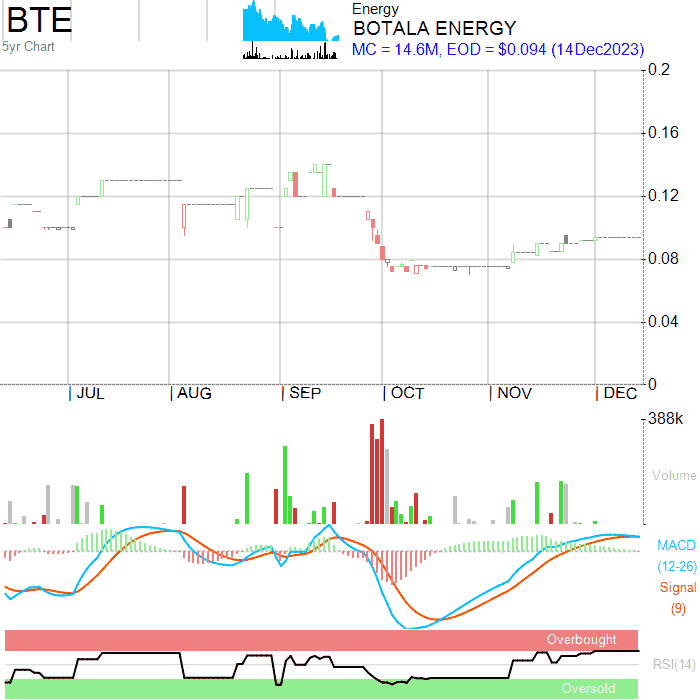 BTE
5yr Chart
Energy
BOTALA ENERGY
MC = 14.6M, EOD = $0.094 (14Dec2023)
0.2
0.16
0.12
0.08
0.04
0
JUL AUG SEP OCT NOV DEC
388k
Volume
MACD
(12-26)
Signal
(9)
Overbought
RSI(14)
Oversold